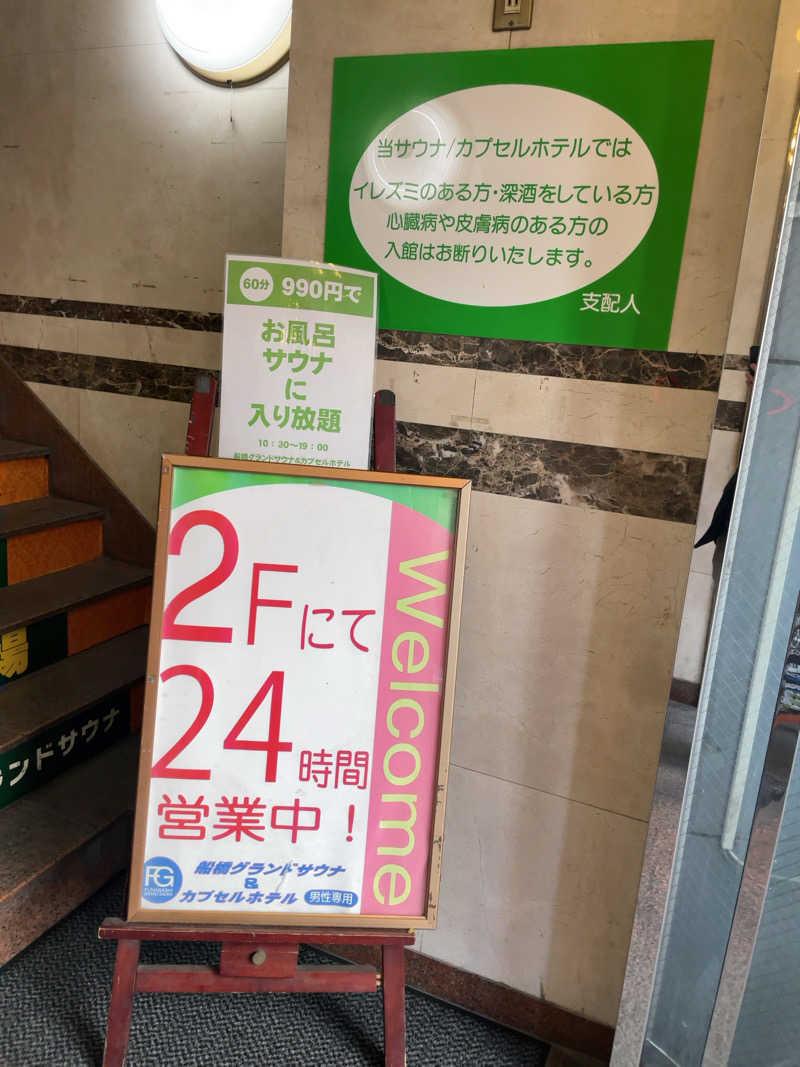 当サウナ/カプセルホテルでは
イレズミのある方・深酒をしている方
心臓病や皮膚病のある方の
入館はお断りいたします。
支配人
60分 990円で
お風呂
サウナ
に
入り放題
10:30~19:00
船橋グランドサウナ&カプセルホテル
2Fにて
24時間
営業中!
Welcome
FG
船橋グランドサウナ
&
カプセルホテル 男性専用
場
ンドサウナ